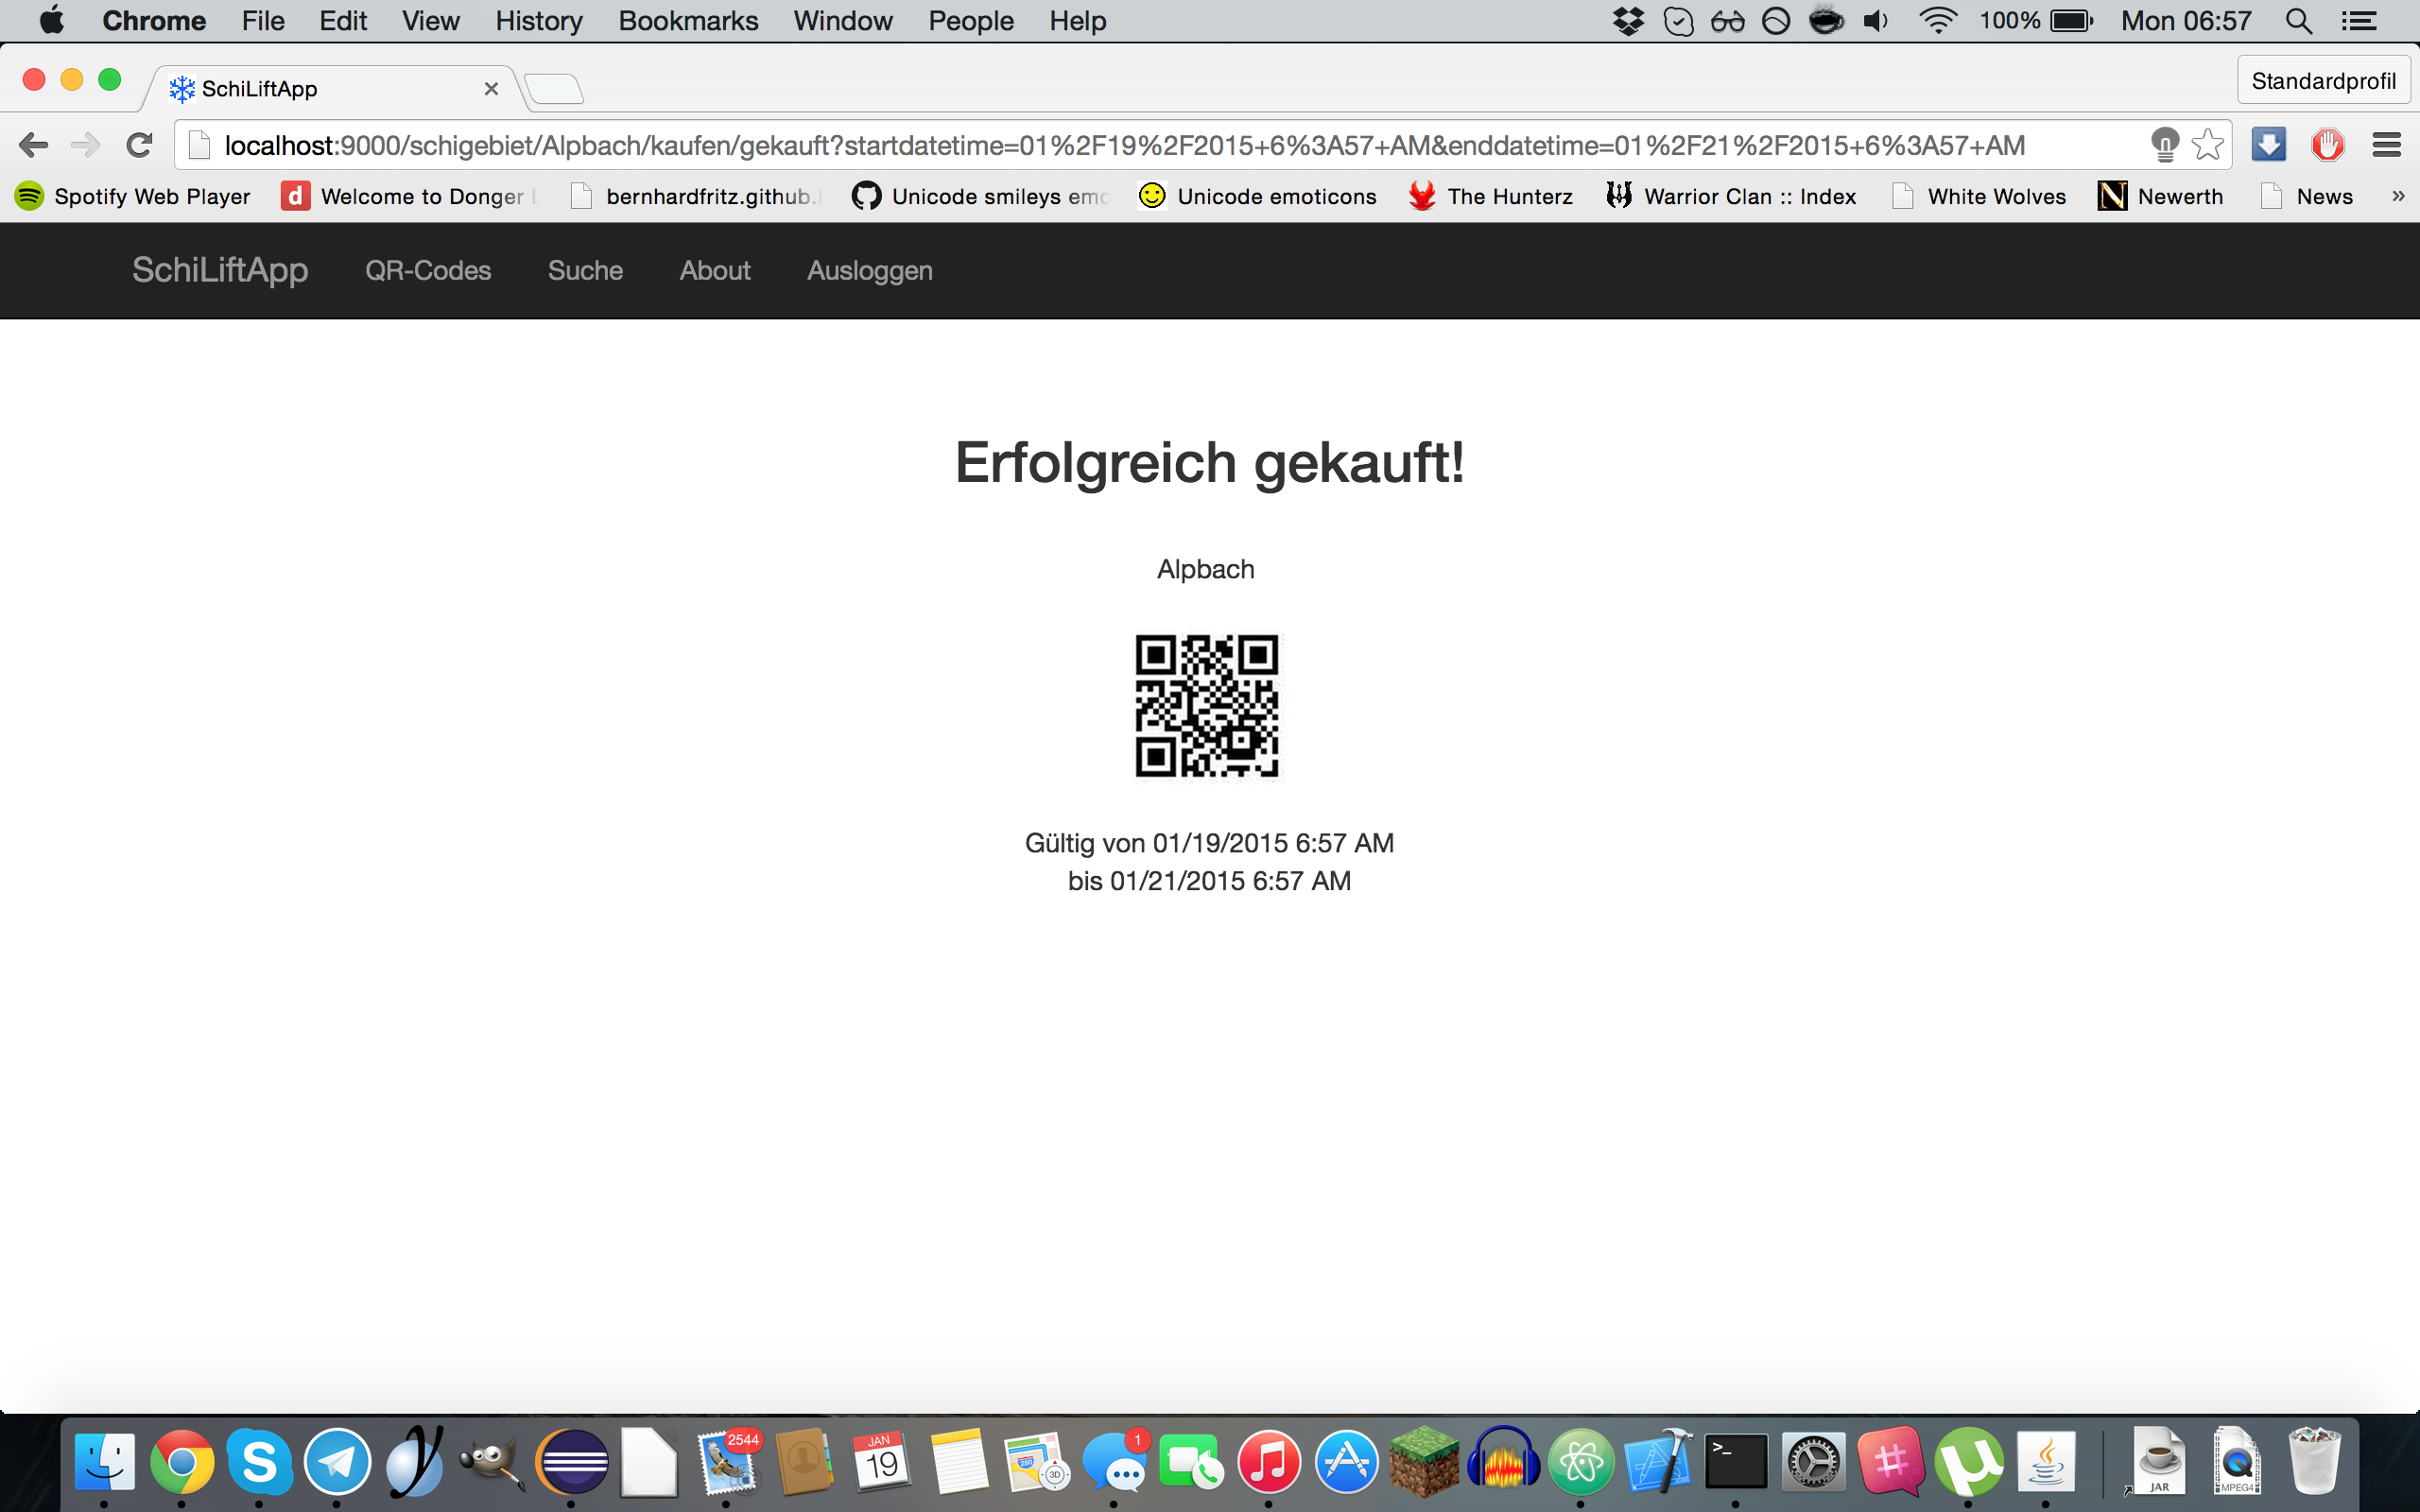 Chrome File Edit View History Bookmarks Window People Help 100% Mon 06:57
SchiLiftApp Standardprofil
localhost:9000/schigebiet/Alpbach/kaufen/gekauft?startdatetime=01%2F19%2F2015+6%3A57+AM&enddatetime=01%2F21%2F2015+6%3A57+AM
Spotify Web Player d Welcome to Donger bernhardfritz.github. Unicode smileys emo Unicode emoticons The Hunterz Warrior Clan :: Index White Wolves N Newerth News »
SchiLiftApp QR-Codes Suche About Ausloggen
Erfolgreich gekauft!
Alpbach
Gültig von 01/19/2015 6:57 AM
bis 01/21/2015 6:57 AM
2544 JAN 19 280 3D 1 >_ JAR MPEG4